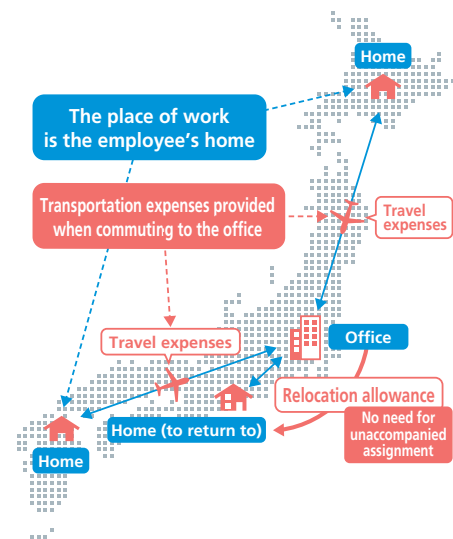 Home
The place of work
is the employee's home
Transportation expenses provided
when commuting to the office
Travel
expenses
Travel expenses
Office
Relocation allowance
No need for
unaccompanied
assignment
Home (to return to)
Home